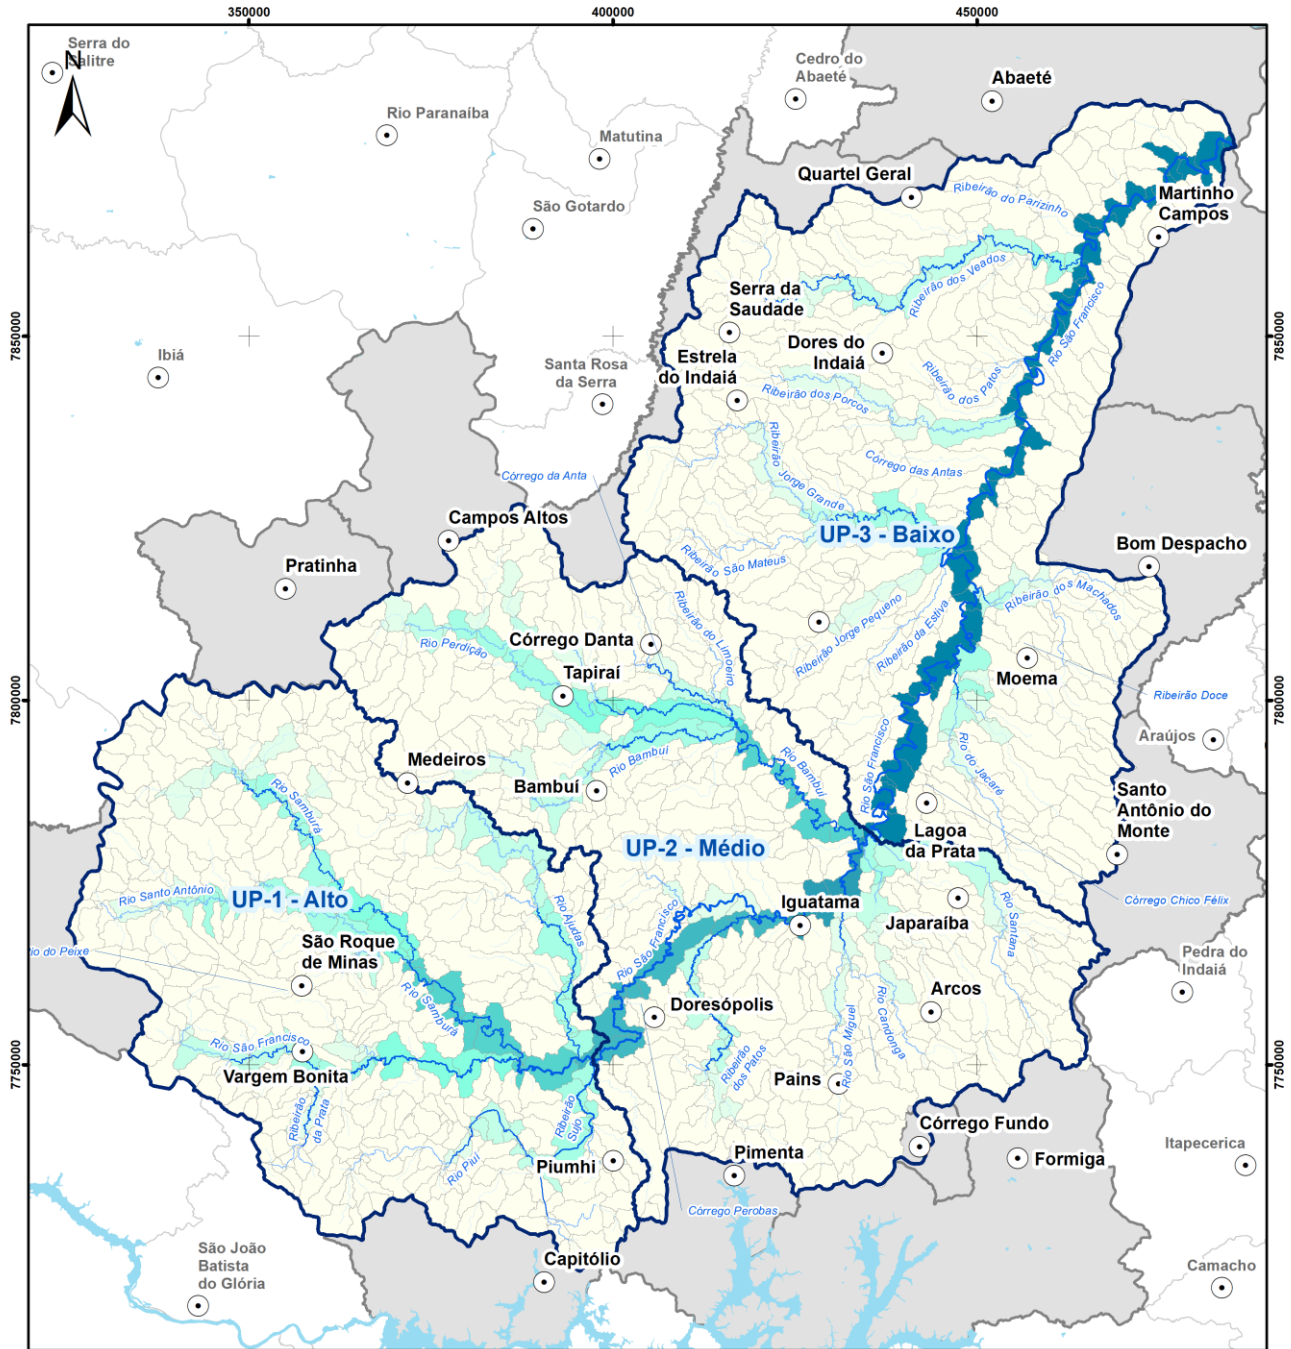 350000
400000
450000
Serra do
Salitre
N
Cedro do
Abaeté
Abaeté
Rio Paranaíba
Matutina
Quartel Geral
Ribeirão do Parizinho
Martinho
Campos
São Gotardo
Ribeirão dos Veados
Serra da
Saudade
Rio São Francisco
7850000
7850000
Dores do
Indaiá
Ibiá
Santa Rosa
da Serra
Estrela
do Indaiá
Ribeirão dos Patos
Ribeirão dos Porcos
Ribeirão Jorge Grande
Córrego das Antas
Córrego da Anta
Campos Altos
UP-3 - Baixo
Bom Despacho
Pratinha
Ribeirão São Mateus
Ribeirão dos Machados
Ribeirão Jorge Pequeno
Ribeirão da Estiva
Ribeirão do Limoeiro
Rio Perdição
Córrego Danta
Tapiraí
Moema
Ribeirão Doce
7800000
7800000
Araújos
Medeiros
Rio Bambuí
Rio Bambuí
Rio São Francisco
Rio do Jacaré
Bambuí
Rio Samburá
Santo
Antônio do
Monte
Lagoa
da Prata
UP-2 - Médio
Rio Santo Antônio
UP-1 - Alto
Iguatama
Córrego Chico Félix
Rio Ajudas
Japaraíba
Rio Santana
São Roque
de Minas
io do Peixe
Rio São Francisco
Pedra do
Indaiá
Rio Samburá
Doresópolis
Arcos
Rio Candonga
Rio São Francisco
Rio São Miguel
Ribeirão
dos Patos
7750000
7750000
Vargem Bonita
Pains
Ribeirão
da Prata
Ribeirão
Sujo
Córrego Fundo
Rio Piuí
Piumhi
Pimenta
Formiga
Itapecerica
Córrego Perobas
São João
Batista
do Glória
Capitólio
Camacho